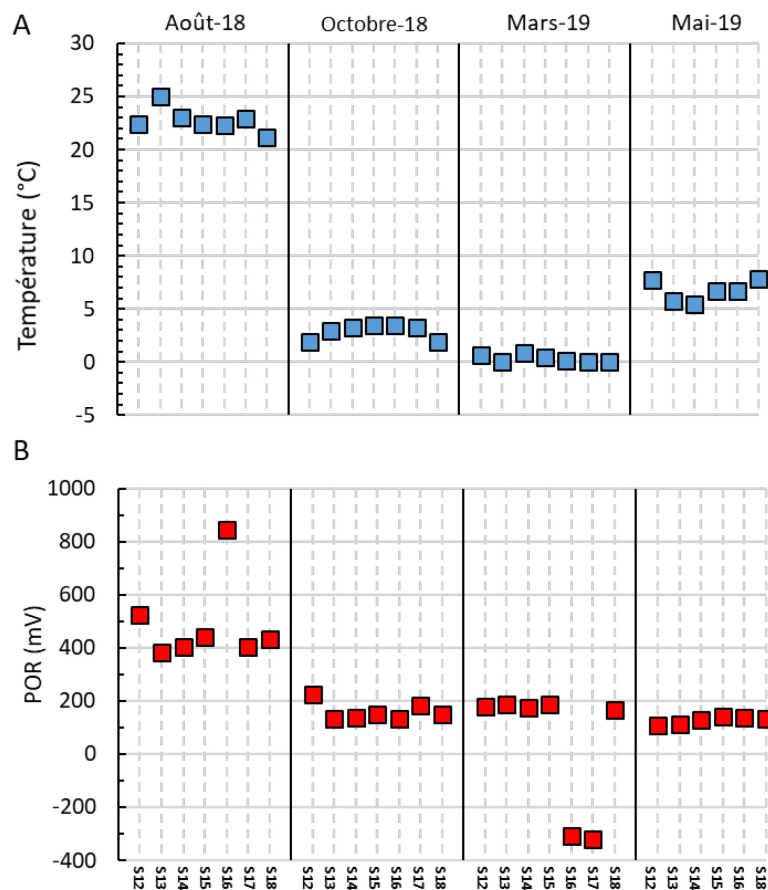 A
Août-18 Octobre-18 Mars-19 Mai-19
30
25
20
15
10
5
0
-5
Température (°C)
B
1000
800
600
400
200
0
-200
-400
POR (mV)
S12 S13 S14 S15 S16 S17 S18 S12 S13 S14 S15 S16 S17 S18 S12 S13 S14 S15 S16 S17 S18 S12 S13 S14 S15 S16 S18